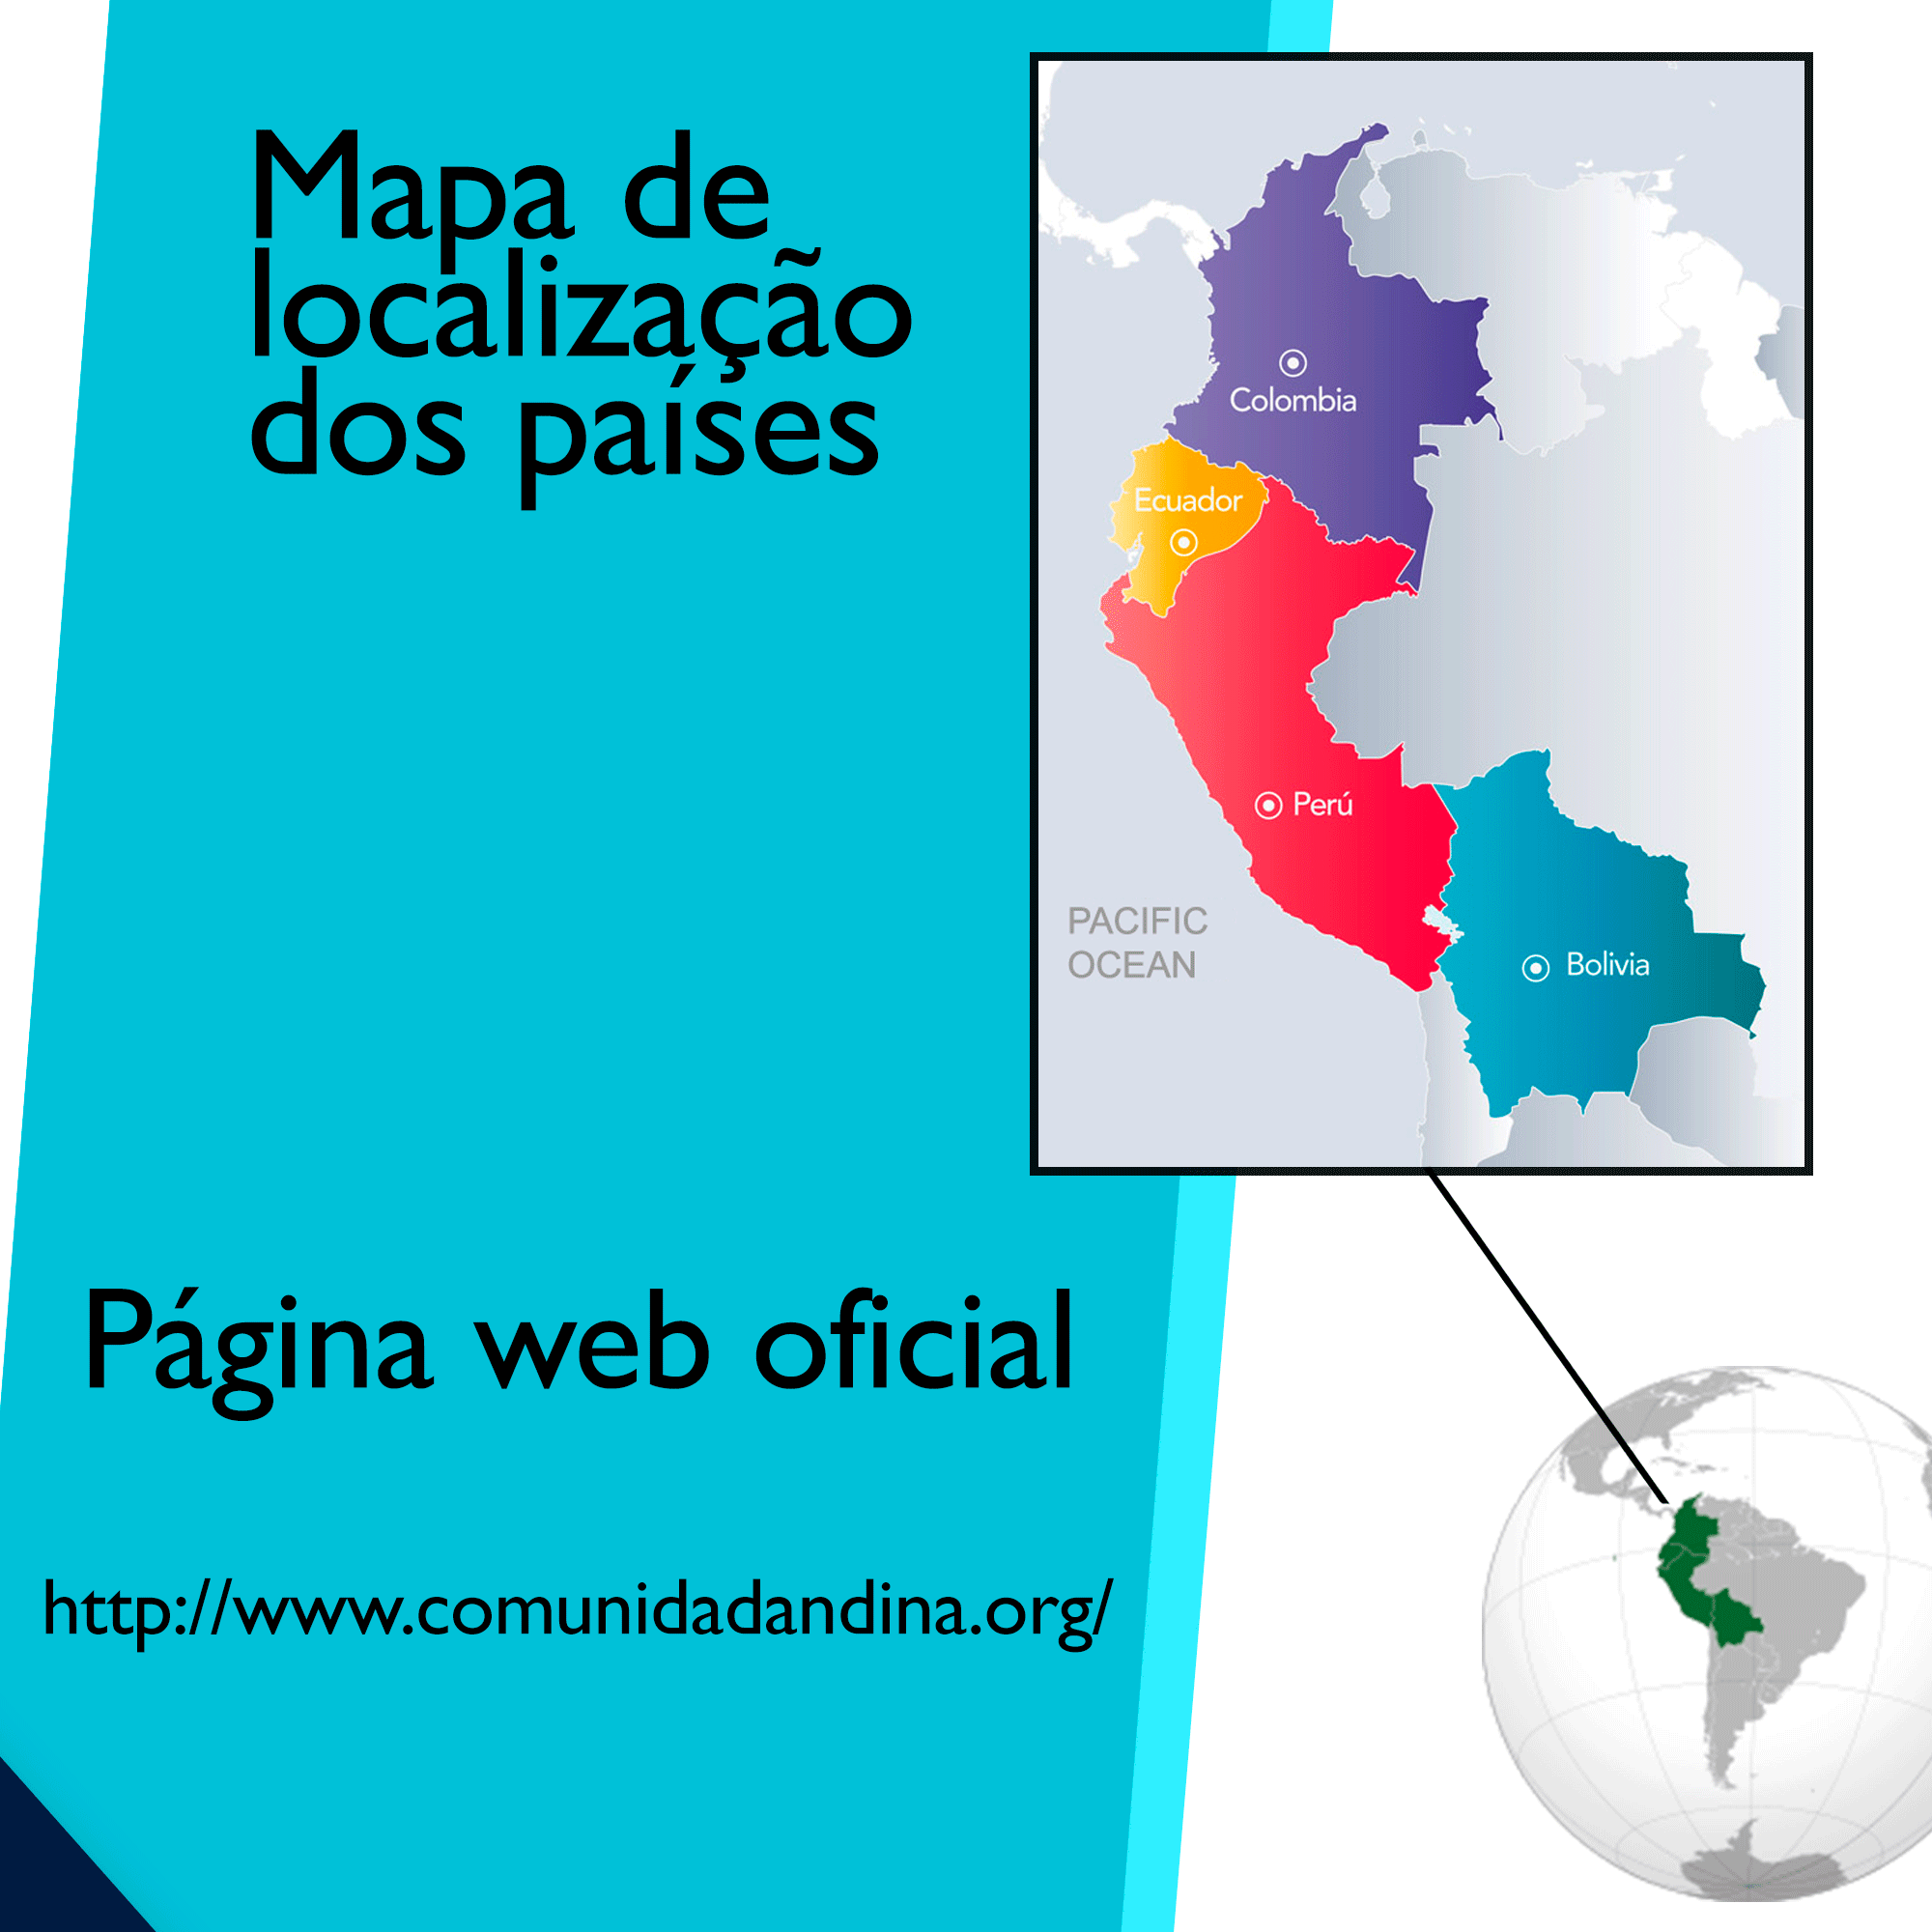 Mapa de
localização
dos países
Colombia
Ecuador
Perú
PACIFIC
OCEAN
Bolivia
Página web oficial
http://www.comunidadandina.org/